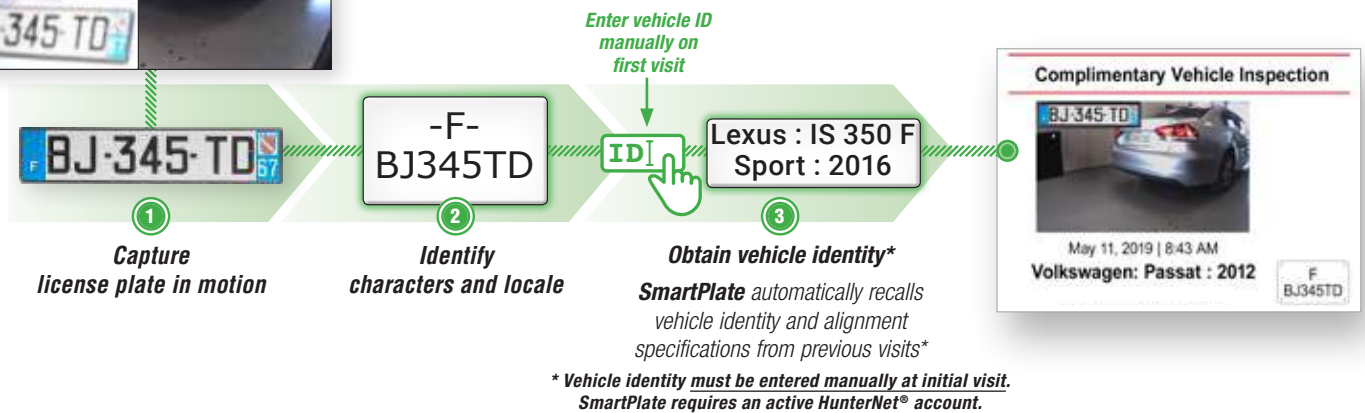 345-TD
Enter vehicle ID
manually on
first visit
F BJ-345-TD 67
-F-
BJ345TD
ID
Lexus : IS 350 F
Sport : 2016
1
Capture
license plate in motion
2
Identify
characters and locale
3
Obtain vehicle identity*
SmartPlate automatically recalls
vehicle identity and alignment
specifications from previous visits*
* Vehicle identity must be entered manually at initial visit.
SmartPlate requires an active HunterNet® account.
Complimentary Vehicle Inspection
BJ-345-TD
May 11, 2019 | 8:43 AM
Volkswagen: Passat : 2012
F
BJ345TD